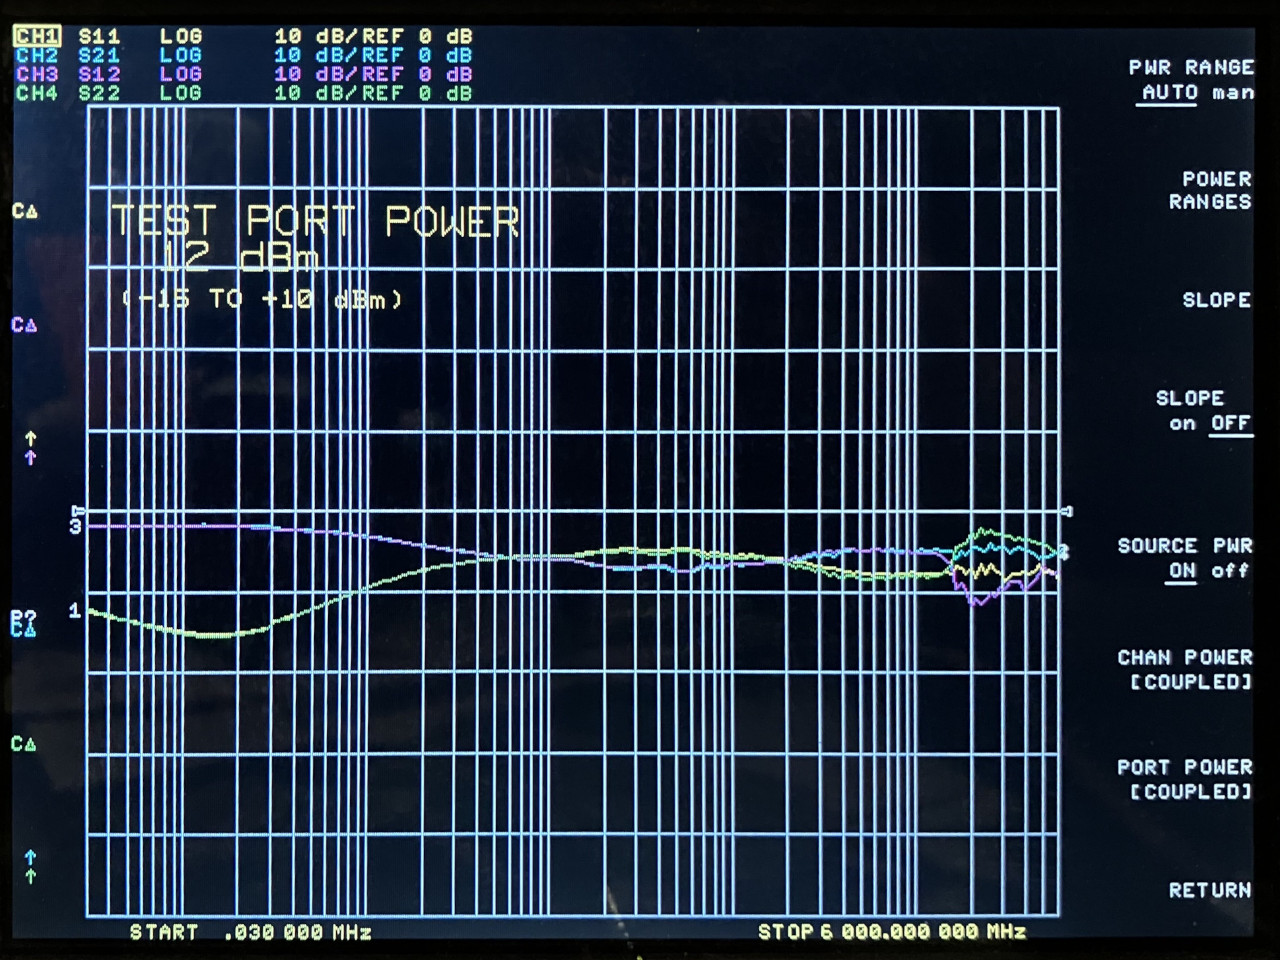 CH1 S11 LOG 10 dB/REF 0 dB
CH2 S21 LOG 10 dB/REF 0 dB
CH3 S12 LOG 10 dB/REF 0 dB
CH4 S22 LOG 10 dB/REF 0 dB
PWR RANGE
AUTO man
POWER
RANGES
CΔ
TEST PORT POWER
12 dBm
(-15 TO +10 dBm)
SLOPE
CΔ
SLOPE
on OFF
↑
↑
3
SOURCE PWR
ON off
1
P?
CΔ
CHAN POWER
[COUPLED]
CΔ
PORT POWER
[COUPLED]
↑
↑
RETURN
START .030 000 MHz
STOP 6 000.000 000 MHz